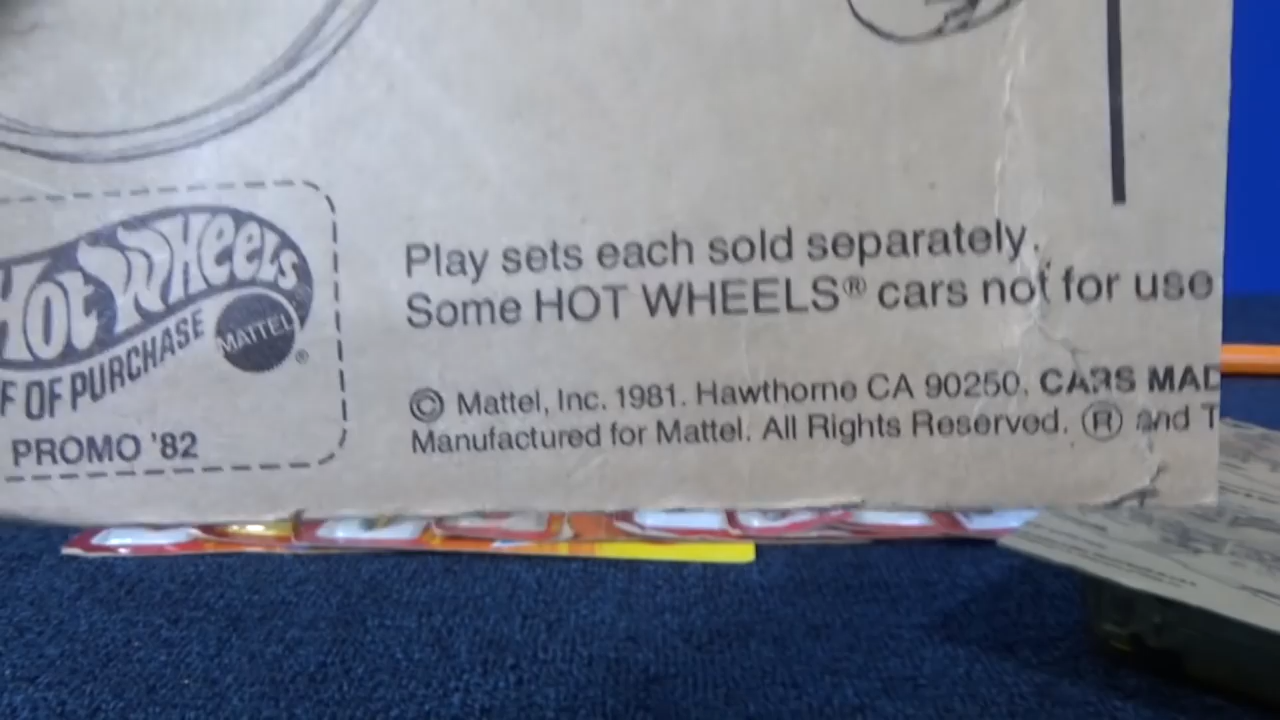 Hot Wheels
MATTEL
®
F OF PURCHASE
PROMO '82
Play sets each sold separately.
Some HOT WHEELS® cars not for use
© Mattel, Inc. 1981. Hawthorne CA 90250. CARS MAD
Manufactured for Mattel. All Rights Reserved. ® and T